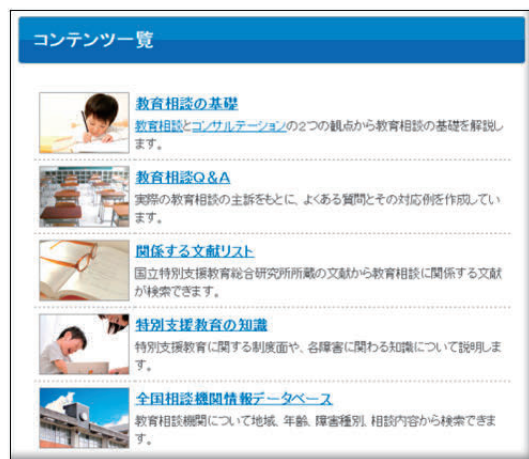 コンテンツ一覧
教育相談の基礎
教育相談とコンサルテーションの2つの観点から教育相談の基礎を解説し
ます。
教育相談Q&A
実際の教育相談の主訴をもとに、よくある質問とその対応例を作成してい
ます。
関係する文献リスト
国立特別支援教育総合研究所所蔵の文献から教育相談に関係する文献
が検索できます。
特別支援教育の知識
特別支援教育に関する制度面や、各障害に関わる知識について説明しま
す。
全国相談機関情報データベース
教育相談機関について地域、年齢、障害種別、相談内容から検索できま
す。